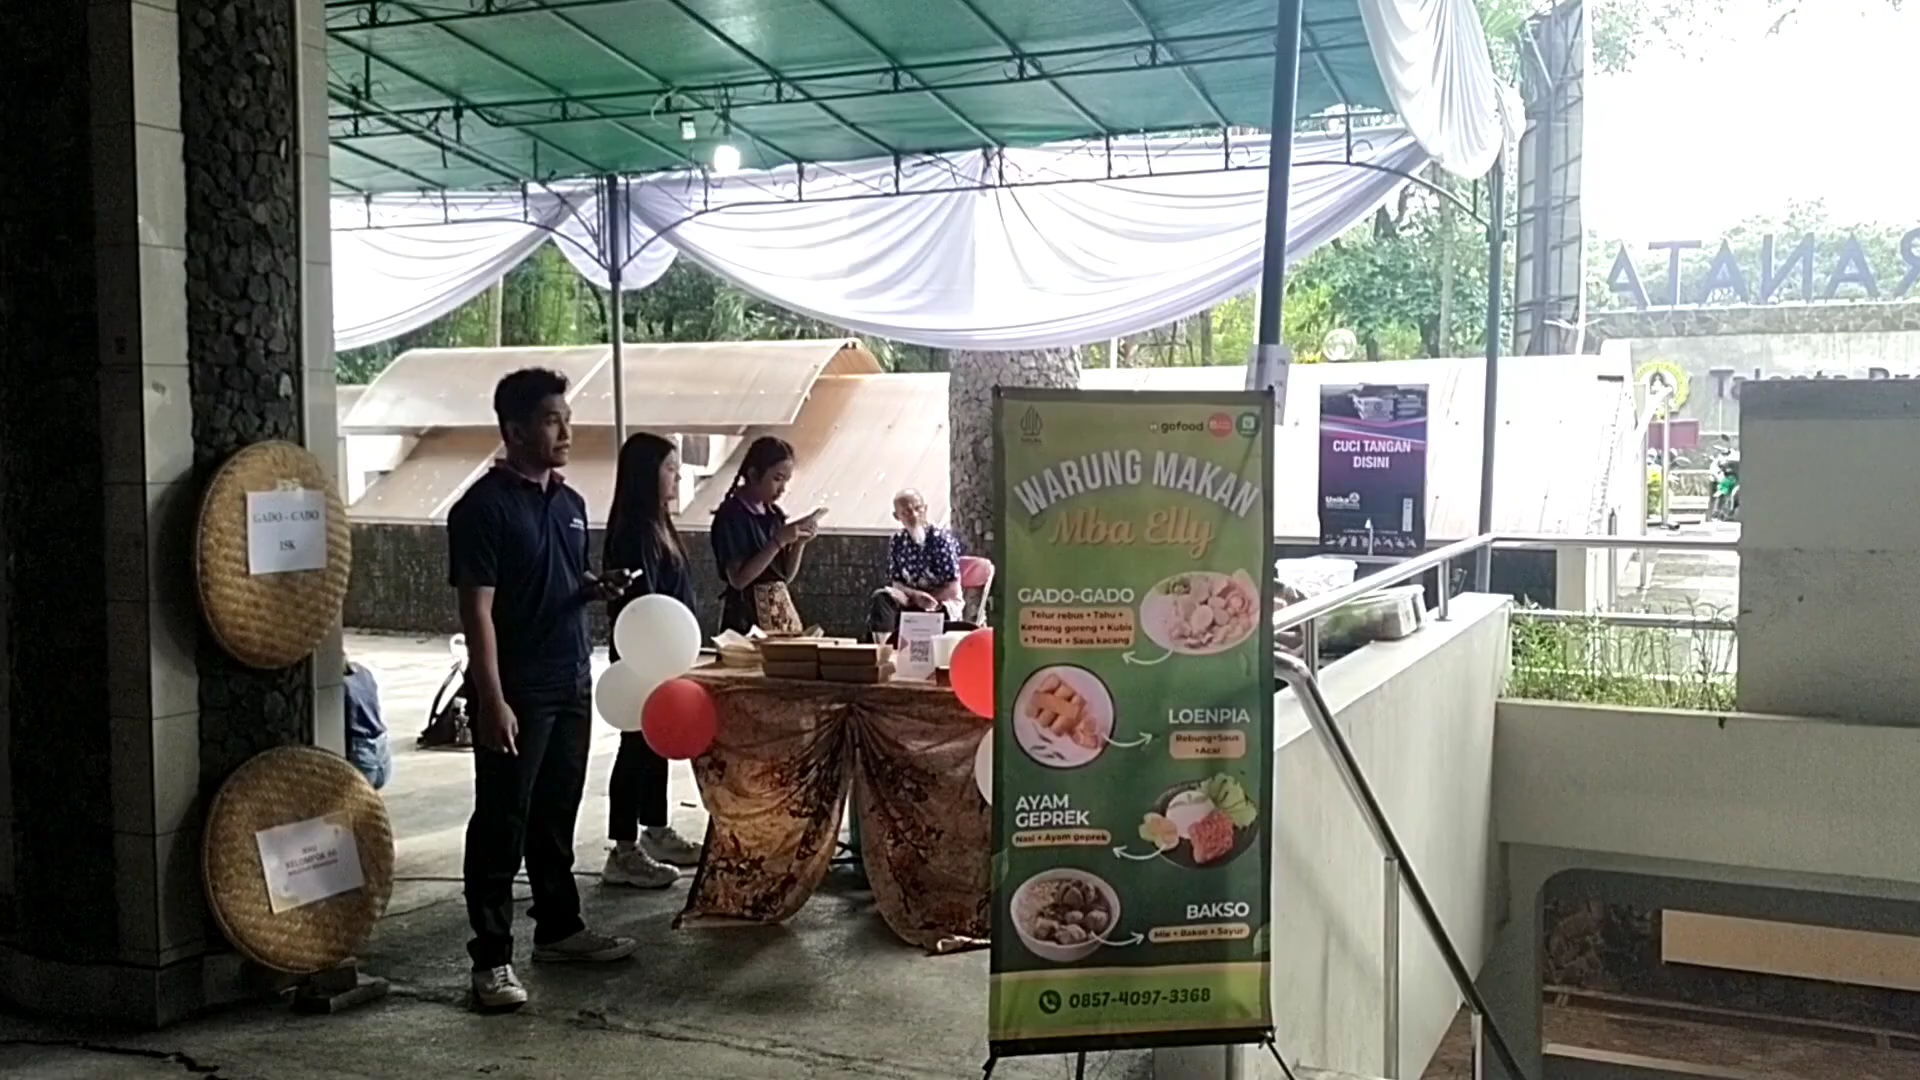 GADO - GADO
15K
KELOMPOK
gofood
WARUNG MAKAN
Mba Elly
GADO-GADO
Telur rebus + Tahu +
Kentang goreng + Kubis
+ Tomat + Saus kacang
LOENPIA
Rebung+Saus
+Acar
AYAM
GEPREK
Nasi + Ayam geprek
BAKSO
Mie + Bakso + Sayur
0857-4097-3368
CUCI TANGAN
DISINI
Unika
RANATA